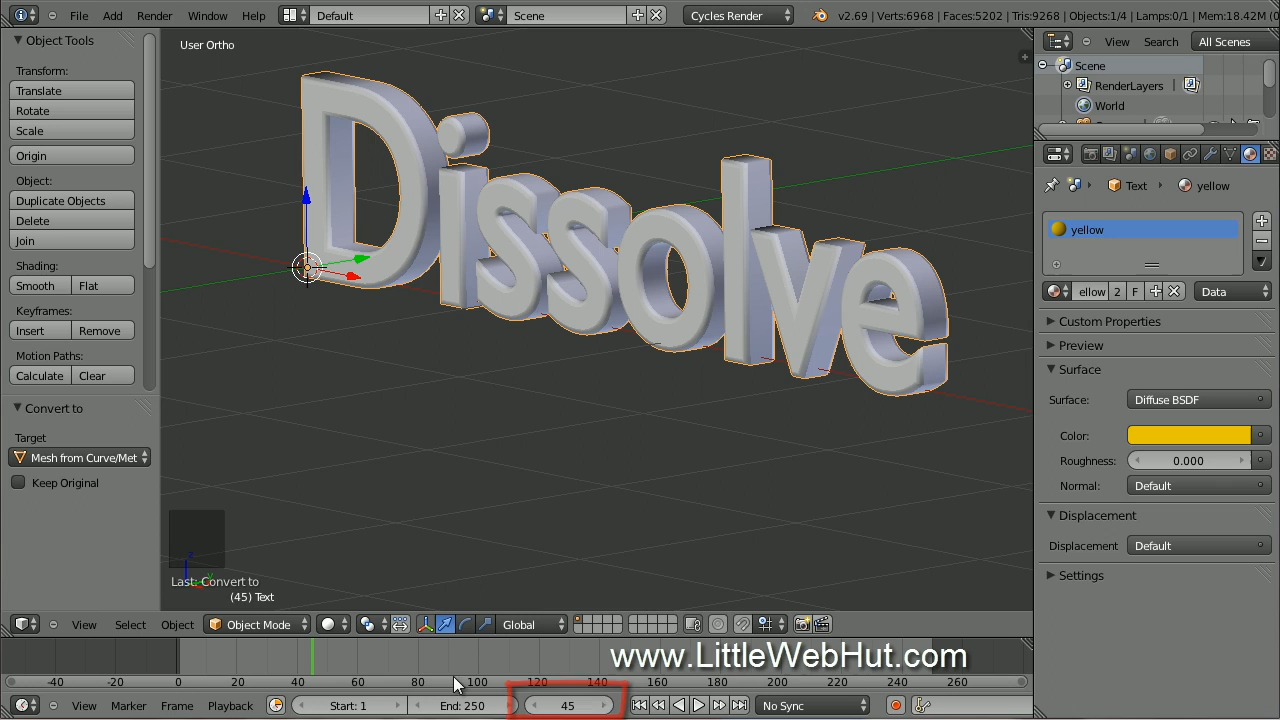 File Add Render Window Help Default Scene Cycles Render v2.69 | Verts:6968 | Faces:5202 | Tris:9268 | Objects:1/4 | Lamps:0/1 | Mem:18.42M
Object Tools
Transform:
Translate
Rotate
Scale
Origin
Object:
Duplicate Objects
Delete
Join
Shading:
Smooth Flat
Keyframes:
Insert Remove
Motion Paths:
Calculate Clear
Convert to
Target
Mesh from Curve/Met
Keep Original
User Ortho
Dissolve
z
y
Last: Convert to
(45) Text
View Select Object Object Mode Global
www.LittleWebHut.com
-40 -20 0 20 40 60 80 100 120 140 160 180 200 220 240 260
View Marker Frame Playback Start: 1 End: 250 45 No Sync
View Search All Scenes
Scene
RenderLayers
World
Text yellow
yellow
ellow 2 F Data
Custom Properties
Preview
Surface
Surface: Diffuse BSDF
Color:
Roughness: 0.000
Normal: Default
Displacement
Displacement Default
Settings